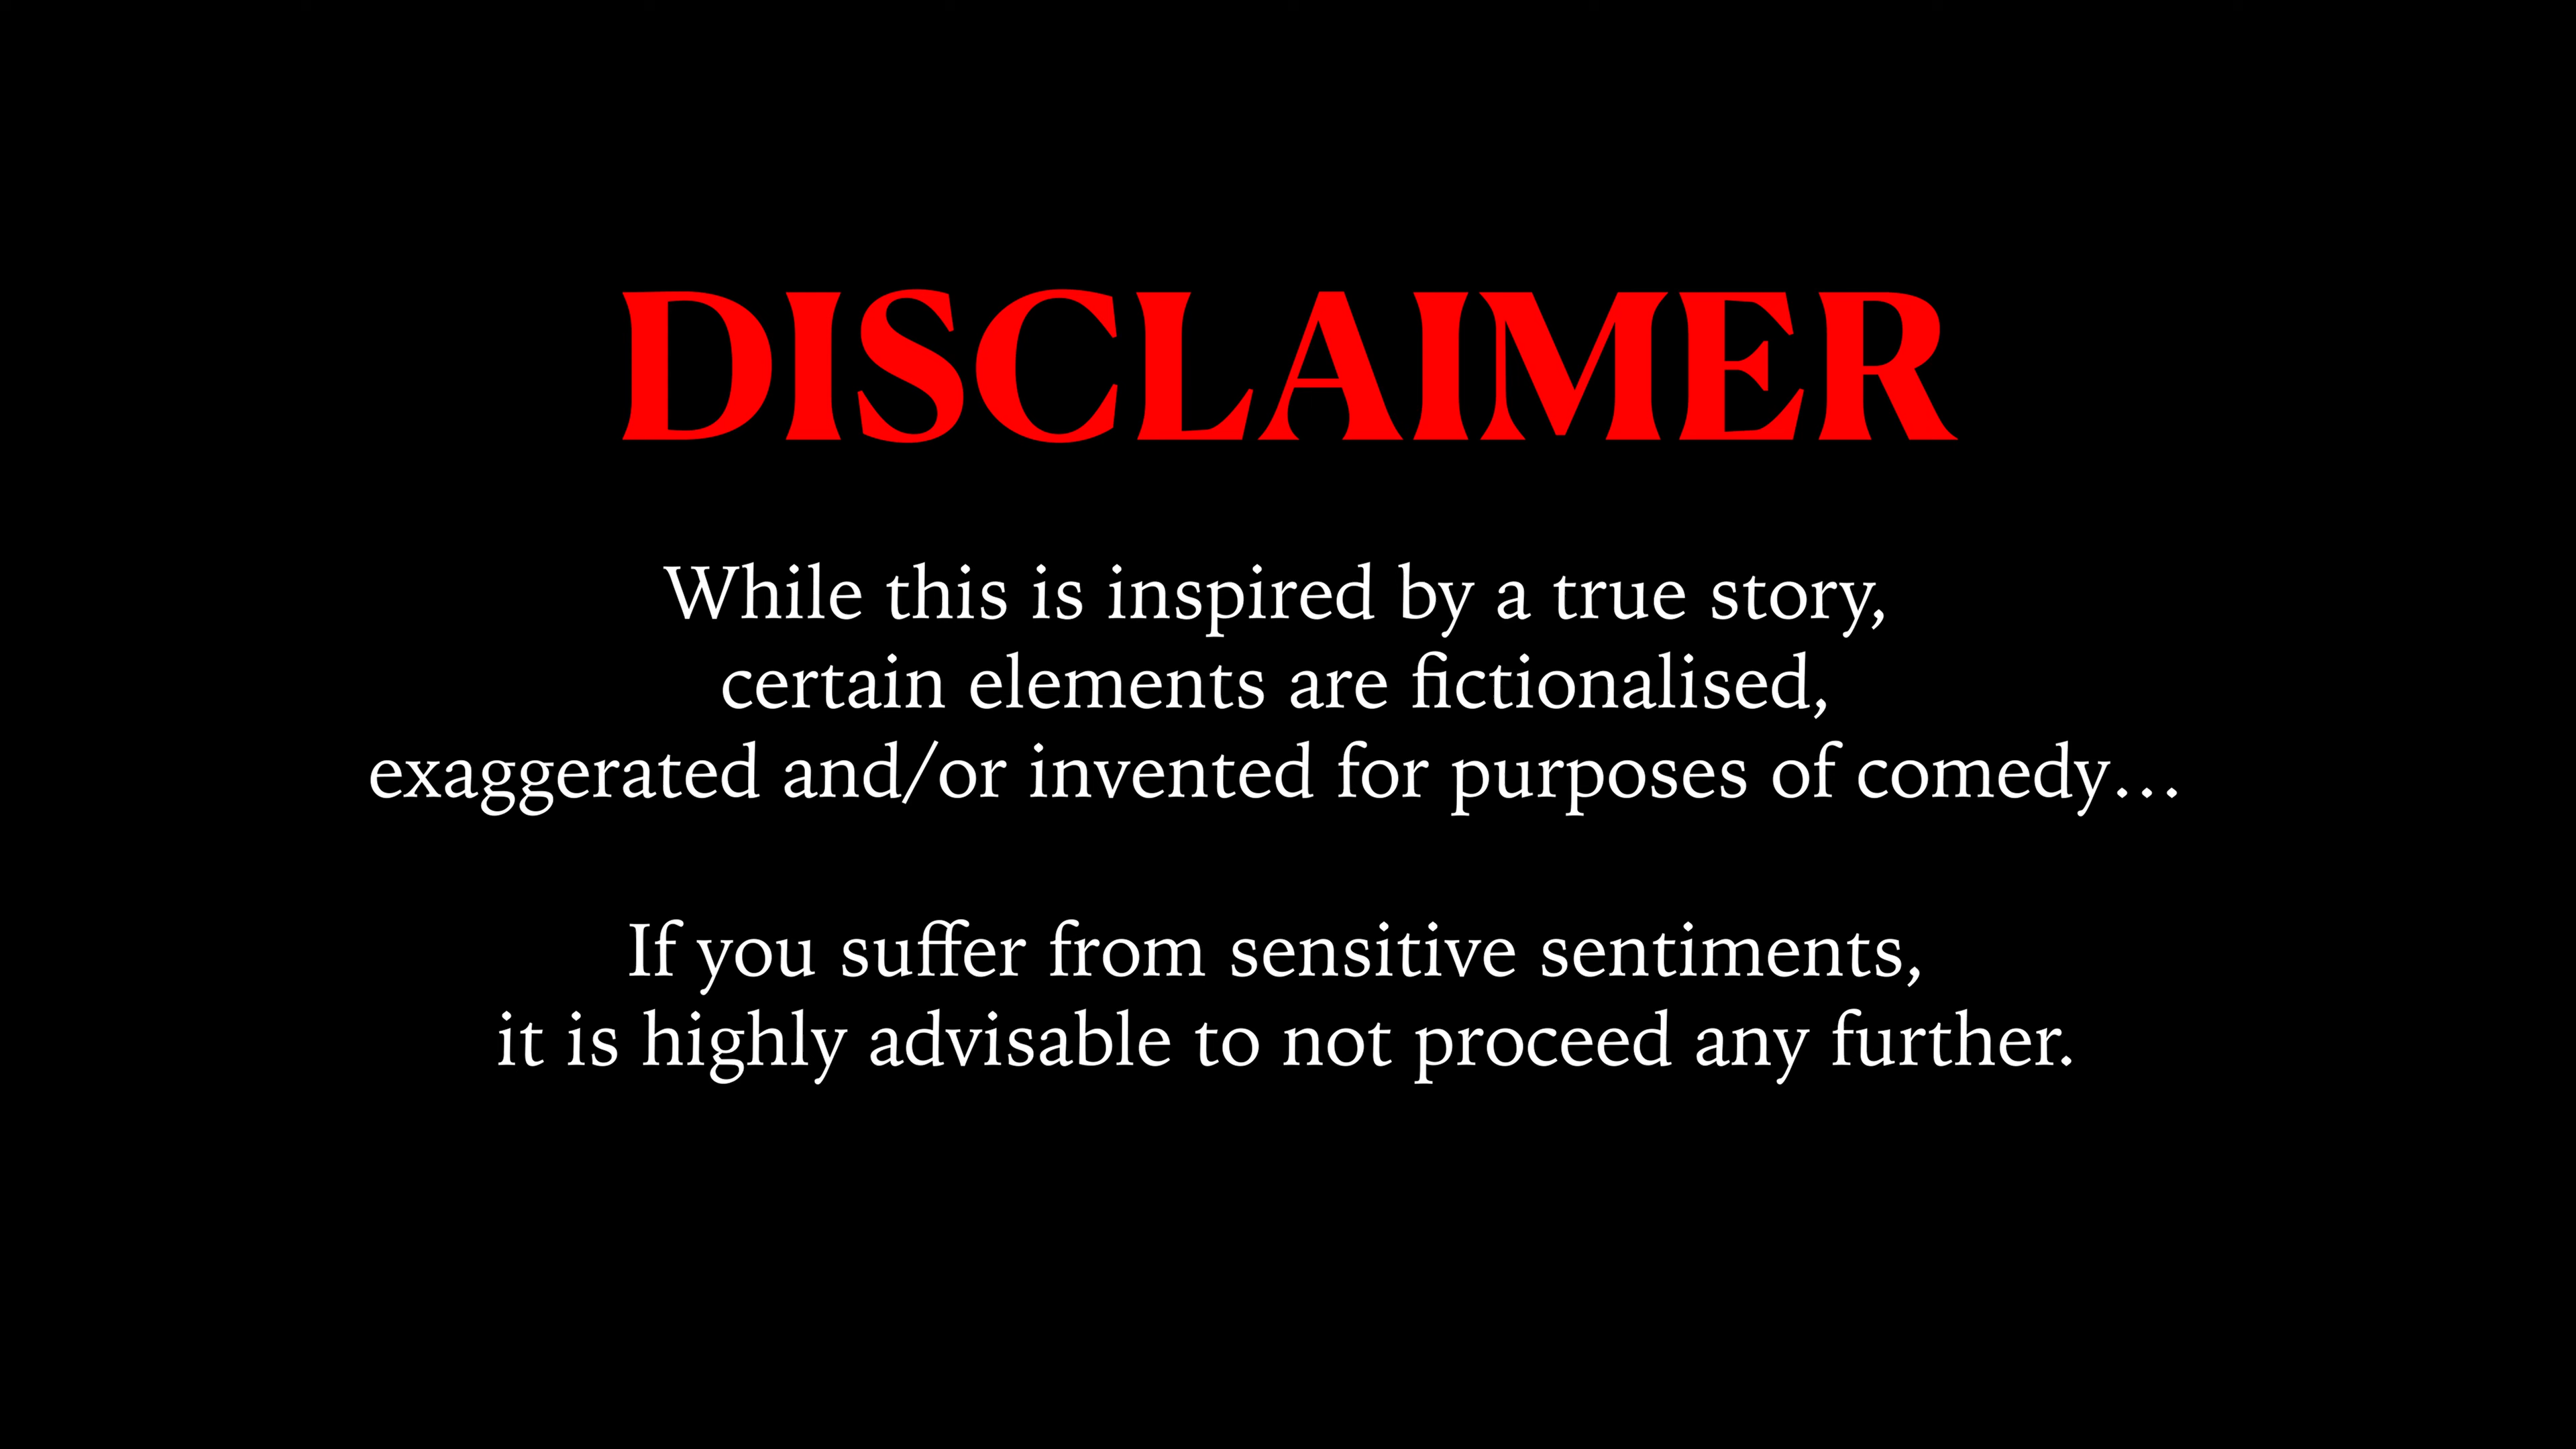 DISCLAIMER
While this is inspired by a true story,
certain elements are fictionalised,
exaggerated and/or invented for purposes of comedy…
If you suffer from sensitive sentiments,
it is highly advisable to not proceed any further.